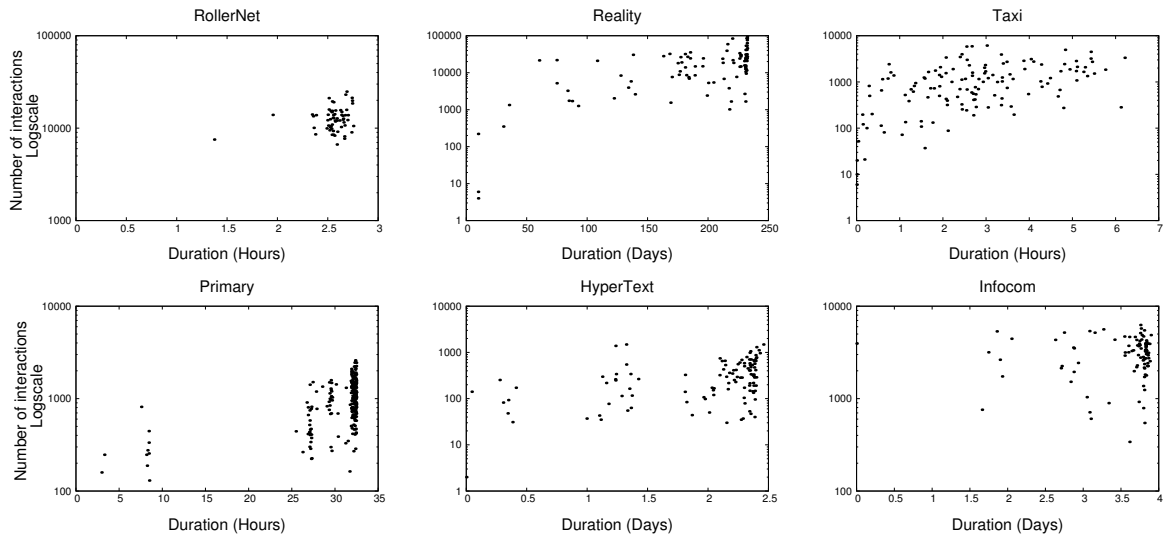 RollerNet
Reality
Taxi
Number of interactions
Logscale
100000
10000
1000
0 0.5 1 1.5 2 2.5 3
Duration (Hours)
100000
10000
1000
100
10
1
0 50 100 150 200 250
Duration (Days)
10000
1000
100
10
1
0 1 2 3 4 5 6 7
Duration (Hours)
Primary
HyperText
Infocom
Number of interactions
Logscale
10000
1000
100
0 5 10 15 20 25 30 35
Duration (Hours)
10000
1000
100
10
1
0 0.5 1 1.5 2 2.5
Duration (Days)
10000
1000
100
0 0.5 1 1.5 2 2.5 3 3.5 4
Duration (Days)